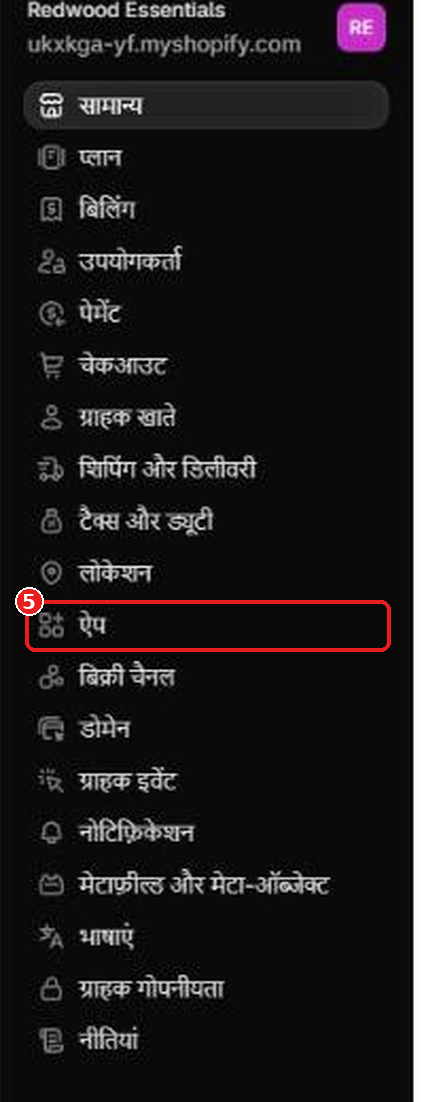 Redwood Essentials
RE
ukxkga-yf.myshopify.com
सामान्य
प्लान
बिलिंग
उपयोगकर्ता
पेमेंट
चेकआउट
ग्राहक खाते
शिपिंग और डिलीवरी
टैक्स और ड्यूटी
लोकेशन
5
ऐप
बिक्री चैनल
डोमेन
ग्राहक इवेंट
नोटिफ़िकेशन
मेटाफ़ील्ड और मेटा-ऑब्जेक्ट
भाषाएं
ग्राहक गोपनीयता
नीतियां